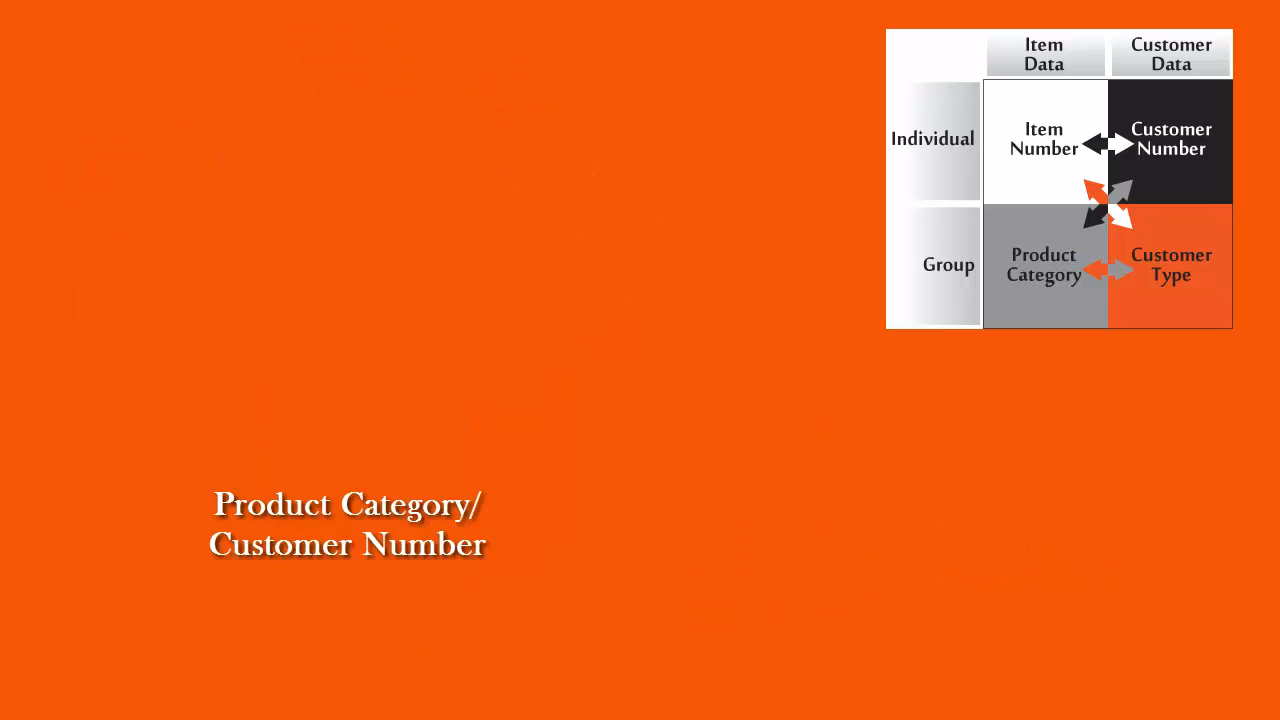 Item
Data
Customer
Data
Individual
Item
Number
Customer
Number
Group
Product
Category
Customer
Type
Product Category/
Customer Number